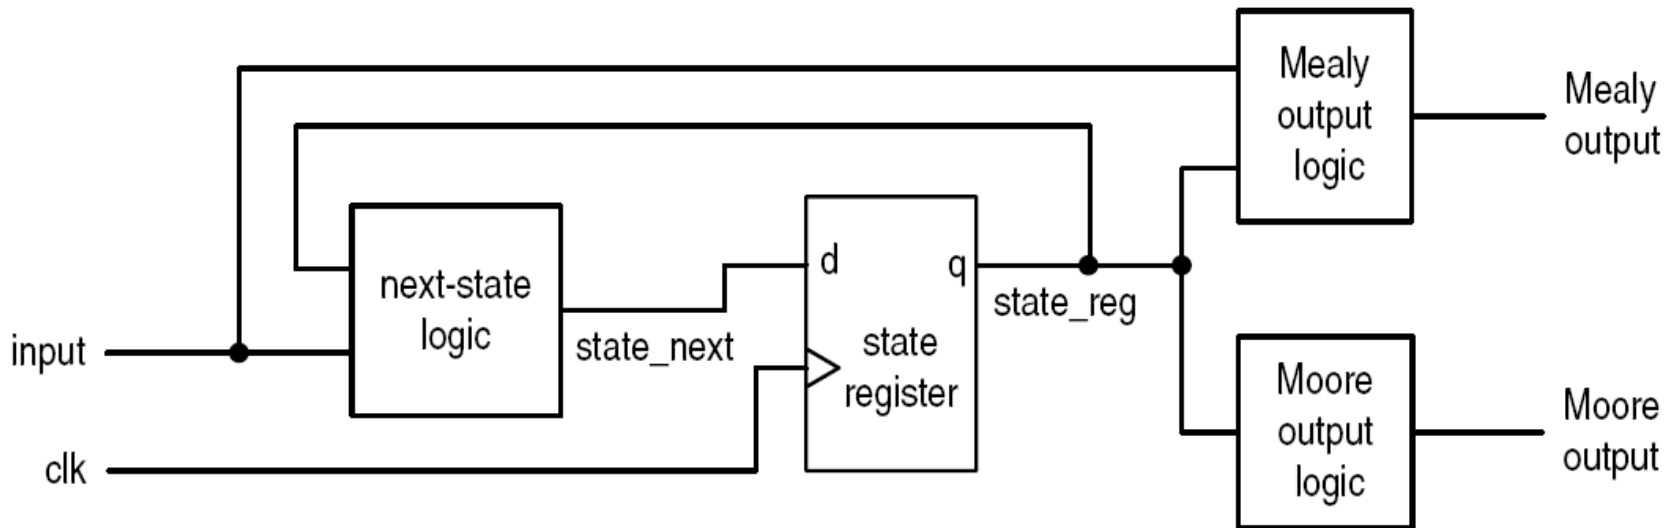 Mealy
output
logic
Mealy
output
next-state
logic
state_next
d
q
state
register
state_reg
input
clk
Moore
output
logic
Moore
output